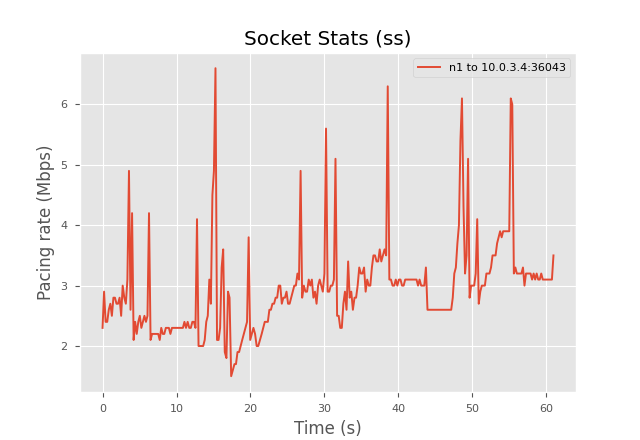 Socket Stats (ss)
n1 to 10.0.3.4:36043
Pacing rate (Mbps)
6
5
4
3
2
0 10 20 30 40 50 60
Time (s)